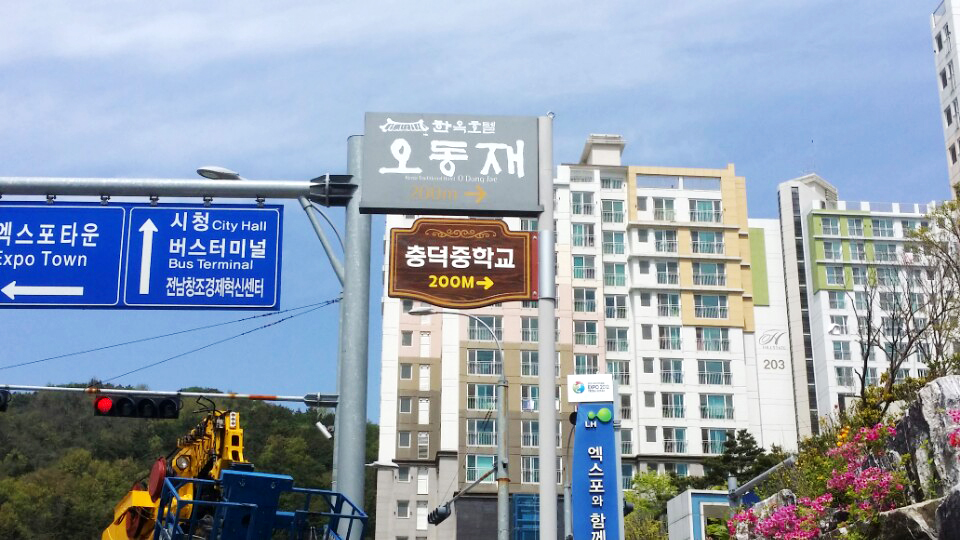 한옥호텔
오동재
충덕중학교
200M
엑스포타운
Expo Town
시청 City Hall
버스터미널
Bus Terminal
전남창조경제혁신센터
203
LH
엑스포와 함께